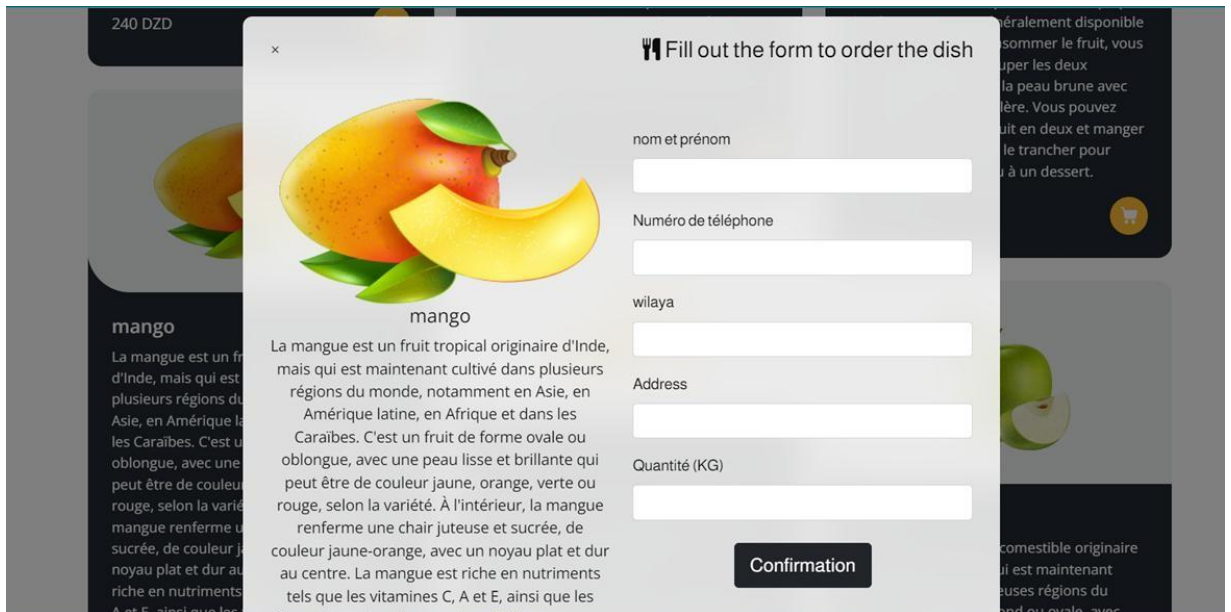 240 DZD
mango
La mangue est un fr
d'Inde, mais qui est
plusieurs régions du
Asie, en Amérique la
les Caraïbes. C'est u
oblongue, avec une
peut être de couleu
rouge, selon la varié
mangue renferme u
sucrée, de couleur j
noyau plat et dur au
riche en nutriments
×
Fill out the form to order the dish
mango
La mangue est un fruit tropical originaire d'Inde,
mais qui est maintenant cultivé dans plusieurs
régions du monde, notamment en Asie, en
Amérique latine, en Afrique et dans les
Caraïbes. C'est un fruit de forme ovale ou
oblongue, avec une peau lisse et brillante qui
peut être de couleur jaune, orange, verte ou
rouge, selon la variété. À l'intérieur, la mangue
renferme une chair juteuse et sucrée, de
couleur jaune-orange, avec un noyau plat et dur
au centre. La mangue est riche en nutriments
tels que les vitamines C, A et E, ainsi que les
nom et prénom
Numéro de téléphone
wilaya
Address
Quantité (KG)
Confirmation
néralement disponible
sommer le fruit, vous
uper les deux
la peau brune avec
lère. Vous pouvez
uit en deux et manger
le trancher pour
à un dessert.
comestible originaire
ui est maintenant
euses régions du